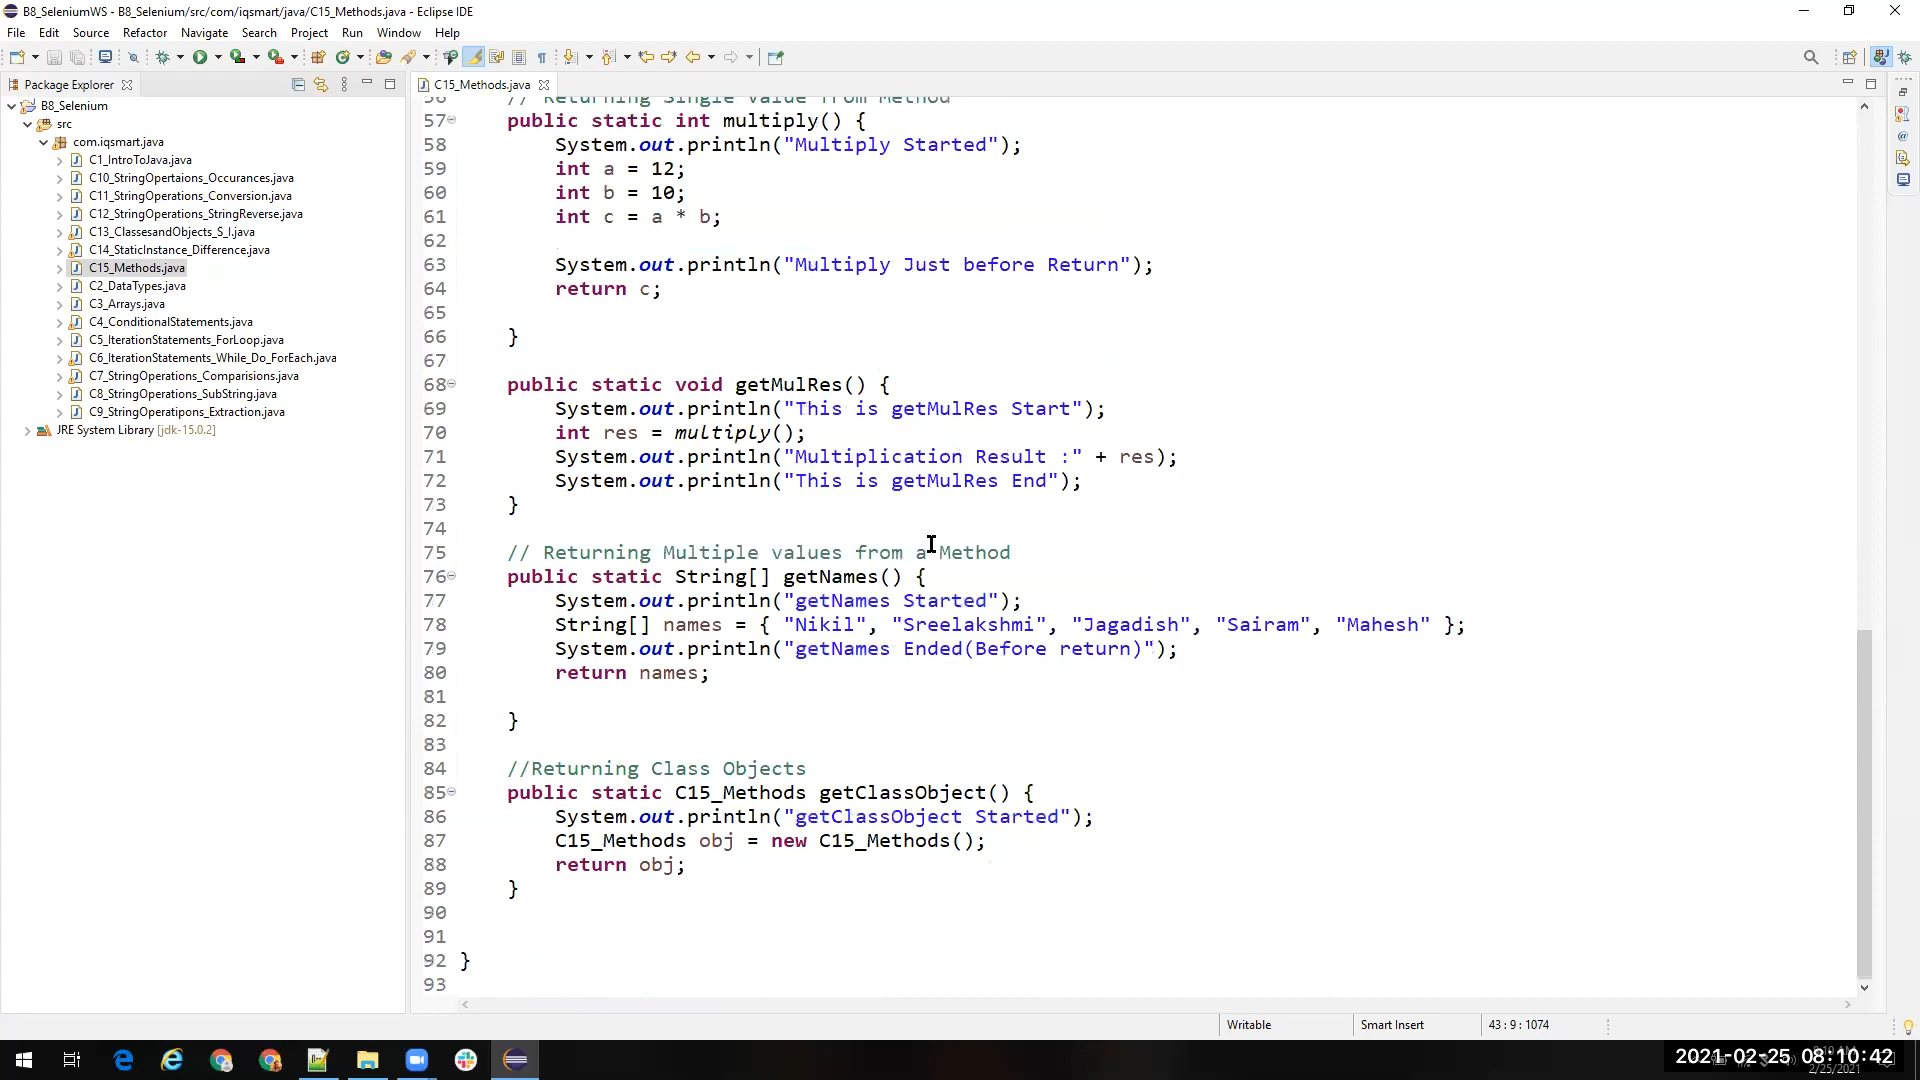 B8_SeleniumWS - B8_Selenium/src/com/iqsmart/java/C15_Methods.java - Eclipse IDE
File Edit Source Refactor Navigate Search Project Run Window Help
Package Explorer
B8_Selenium
src
com.iqsmart.java
C1_IntroToJava.java
C10_StringOpertaions_Occurances.java
C11_StringOperations_Conversion.java
C12_StringOperations_StringReverse.java
C13_ClassesandObjects_S_I.java
C14_StaticInstance_Difference.java
C15_Methods.java
C2_DataTypes.java
C3_Arrays.java
C4_ConditionalStatements.java
C5_IterationStatements_ForLoop.java
C6_IterationStatements_While_Do_ForEach.java
C7_StringOperations_Comparisions.java
C8_StringOperations_SubString.java
C9_StringOperatipons_Extraction.java
JRE System Library [jdk-15.0.2]
C15_Methods.java
56 // Returning Single value from Method
57 public static int multiply() {
58 System.out.println("Multiply Started");
59 int a = 12;
60 int b = 10;
61 int c = a * b;
62
63 System.out.println("Multiply Just before Return");
64 return c;
65
66 }
67
68 public static void getMulRes() {
69 System.out.println("This is getMulRes Start");
70 int res = multiply();
71 System.out.println("Multiplication Result :" + res);
72 System.out.println("This is getMulRes End");
73 }
74
75 // Returning Multiple values from a Method
76 public static String[] getNames() {
77 System.out.println("getNames Started");
78 String[] names = { "Nikil", "Sreelakshmi", "Jagadish", "Sairam", "Mahesh" };
79 System.out.println("getNames Ended(Before return)");
80 return names;
81
82 }
83
84 //Returning Class Objects
85 public static C15_Methods getClassObject() {
86 System.out.println("getClassObject Started");
87 C15_Methods obj = new C15_Methods();
88 return obj;
89 }
90
91
92 }
93
Writable Smart Insert 43 : 9 : 1074
2021-02-25 08:10:42
2/25/2021